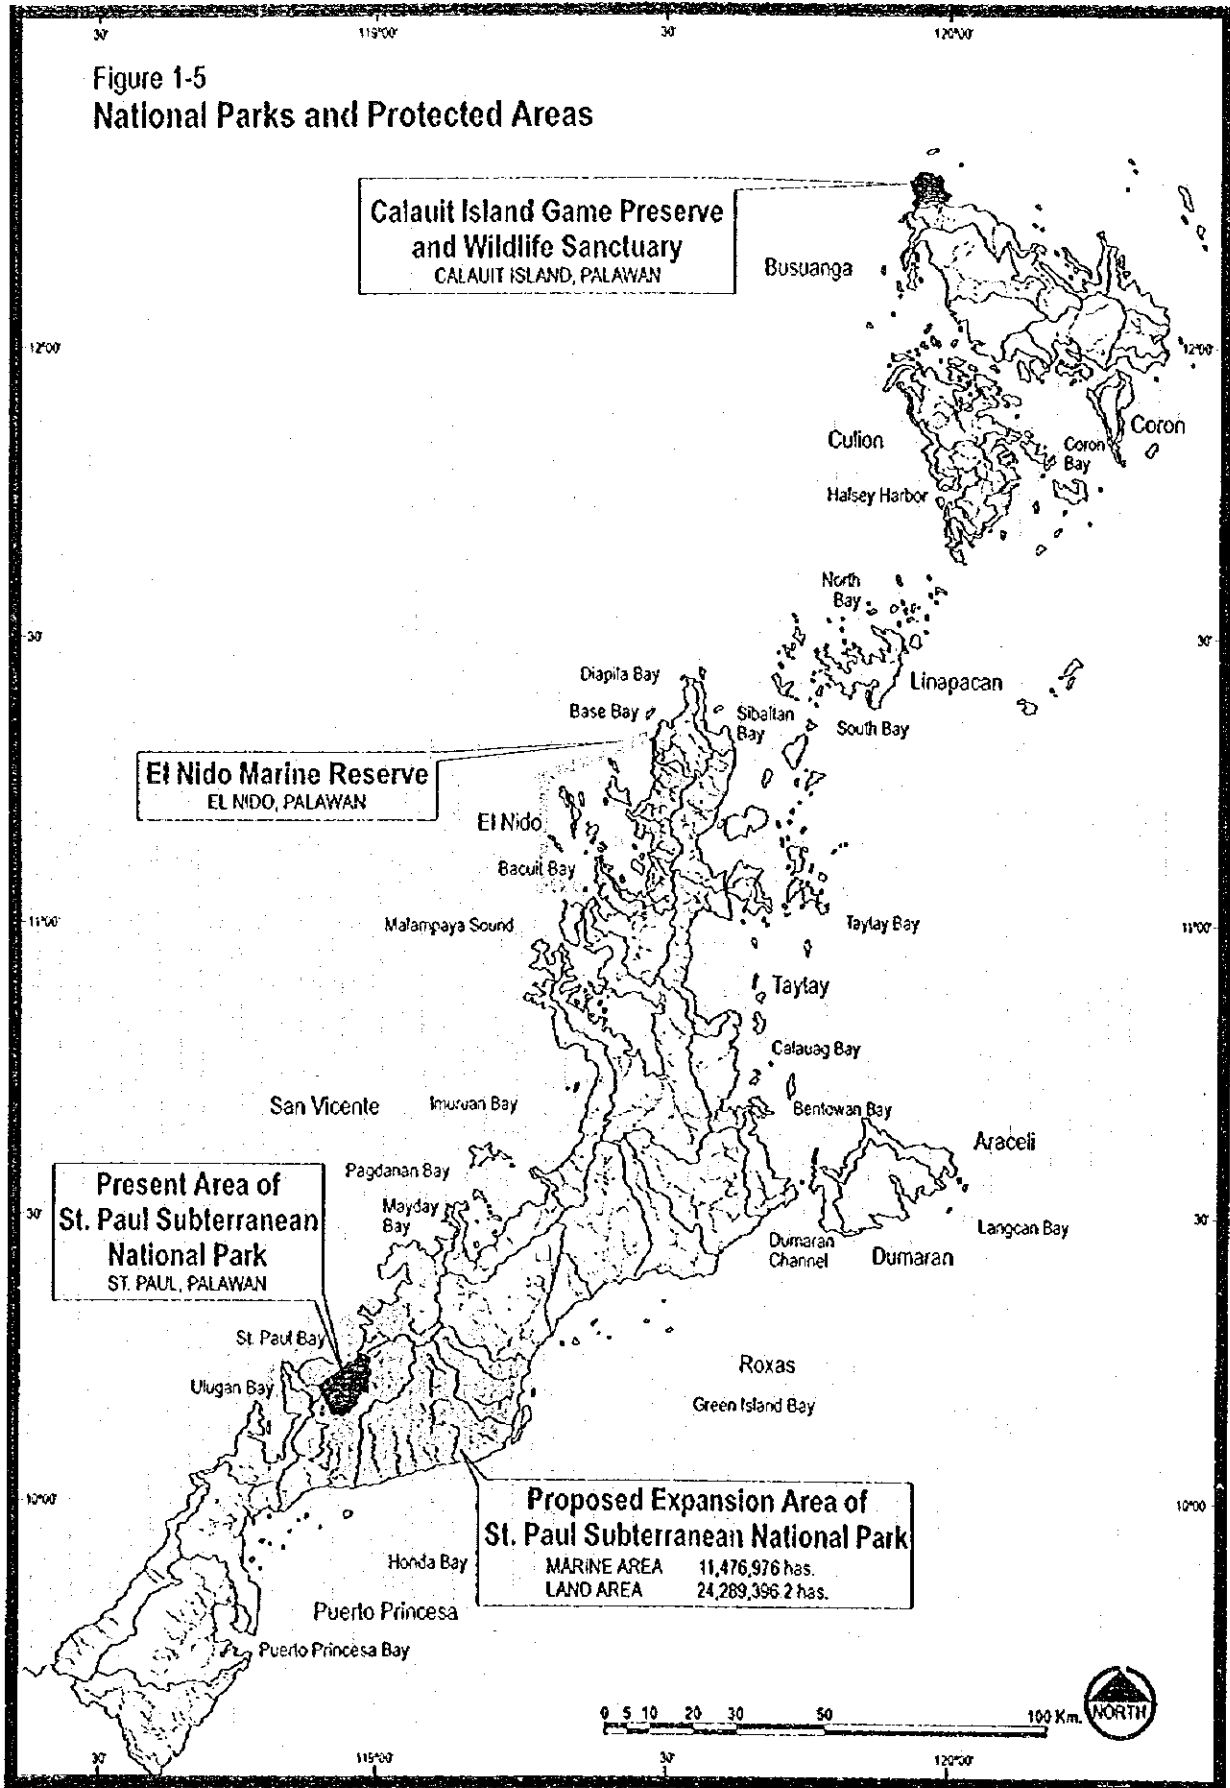 30'
119°00'
30'
120°00'
Figure 1-5
National Parks and Protected Areas
Calauit Island Game Preserve
and Wildlife Sanctuary
CALAUIT ISLAND, PALAWAN
Busuanga
12°00'
12°00'
Coron
Culion
Coron
Bay
Halsey Harbor
North
Bay
30'
30'
Diapila Bay
Linapacan
Base Bay
Sibaltan
Bay
South Bay
El Nido Marine Reserve
EL NIDO, PALAWAN
El Nido
Bacuit Bay
Malampaya Sound
Taytay Bay
11°00'
11°00'
Taytay
Calauag Bay
San Vicente
Imuruan Bay
Bentowan Bay
Araceli
Pagdanan Bay
Present Area of
St. Paul Subterranean
National Park
ST. PAUL, PALAWAN
Mayday
Bay
30'
30'
Langcan Bay
Dumaran
Channel
Dumaran
St. Paul Bay
Roxas
Ulugan Bay
Green Island Bay
Proposed Expansion Area of
St. Paul Subterranean National Park
MARINE AREA 11,476,976 has.
LAND AREA 24,289,396.2 has.
10°00'
10°00'
Honda Bay
Puerto Princesa
Puerto Princesa Bay
0 5 10 20 30 50 100 Km.
NORTH
30'
119°00'
30'
120°00'